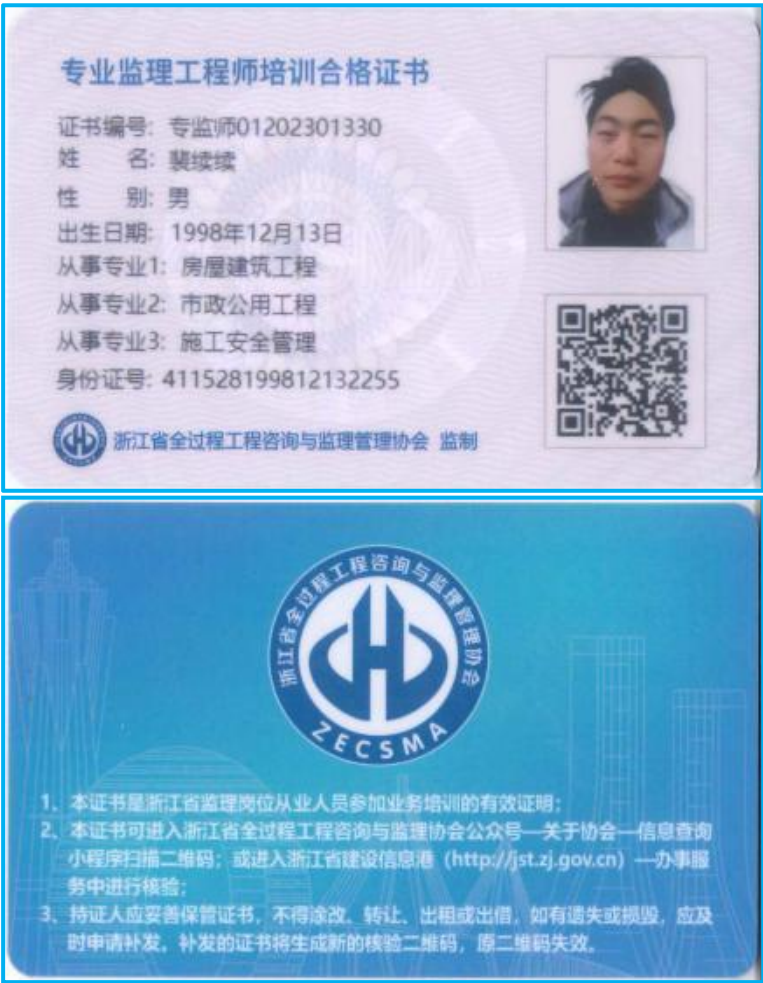 专业监理工程师培训合格证书
证书编号: 专监师01202301330
姓 名: 裴续续
性 别: 男
出生日期: 1998年12月13日
从事专业1: 房屋建筑工程
从事专业2: 市政公用工程
从事专业3: 施工安全管理
身份证号: 411528199812132255
浙江省全过程工程咨询与监理管理协会 监制
浙江省全过程工程咨询与监理管理协会
ZECSMA
1、本证书是浙江省监理岗位从业人员参加业务培训的有效证明;
2、本证书可进入浙江省全过程工程咨询与监理协会公众号—关于协会—信息查询
小程序扫描二维码; 或进入浙江省建设信息港 (http://jst.zj.gov.cn) —办事服
务中进行核验;
3、持证人应妥善保管证书, 不得涂改、转让、出租或出借, 如有遗失或损毁, 应及
时申请补发。补发的证书将生成新的核验二维码, 原二维码失效。